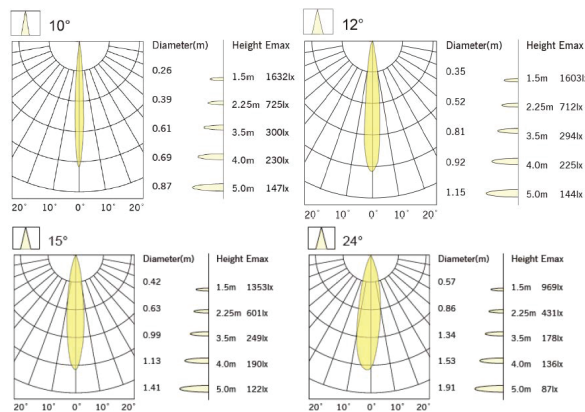 10°
Diameter(m) Height Emax
0.26 1.5m 1632lx
0.39 2.25m 725lx
0.61 3.5m 300lx
0.69 4.0m 230lx
0.87 5.0m 147lx
20° 10° 0° 10° 20°
12°
Diameter(m) Height Emax
0.35 1.5m 1603l
0.52 2.25m 712lx
0.81 3.5m 294lx
0.92 4.0m 225lx
1.15 5.0m 144lx
20° 10° 0° 10° 20°
15°
Diameter(m) Height Emax
0.42 1.5m 1353lx
0.63 2.25m 601lx
0.99 3.5m 249lx
1.13 4.0m 190lx
1.41 5.0m 122lx
20° 10° 0° 10° 20°
24°
Diameter(m) Height Emax
0.57 1.5m 969lx
0.86 2.25m 431lx
1.34 3.5m 178lx
1.53 4.0m 136lx
1.91 5.0m 87lx
20° 10° 0° 10° 20°